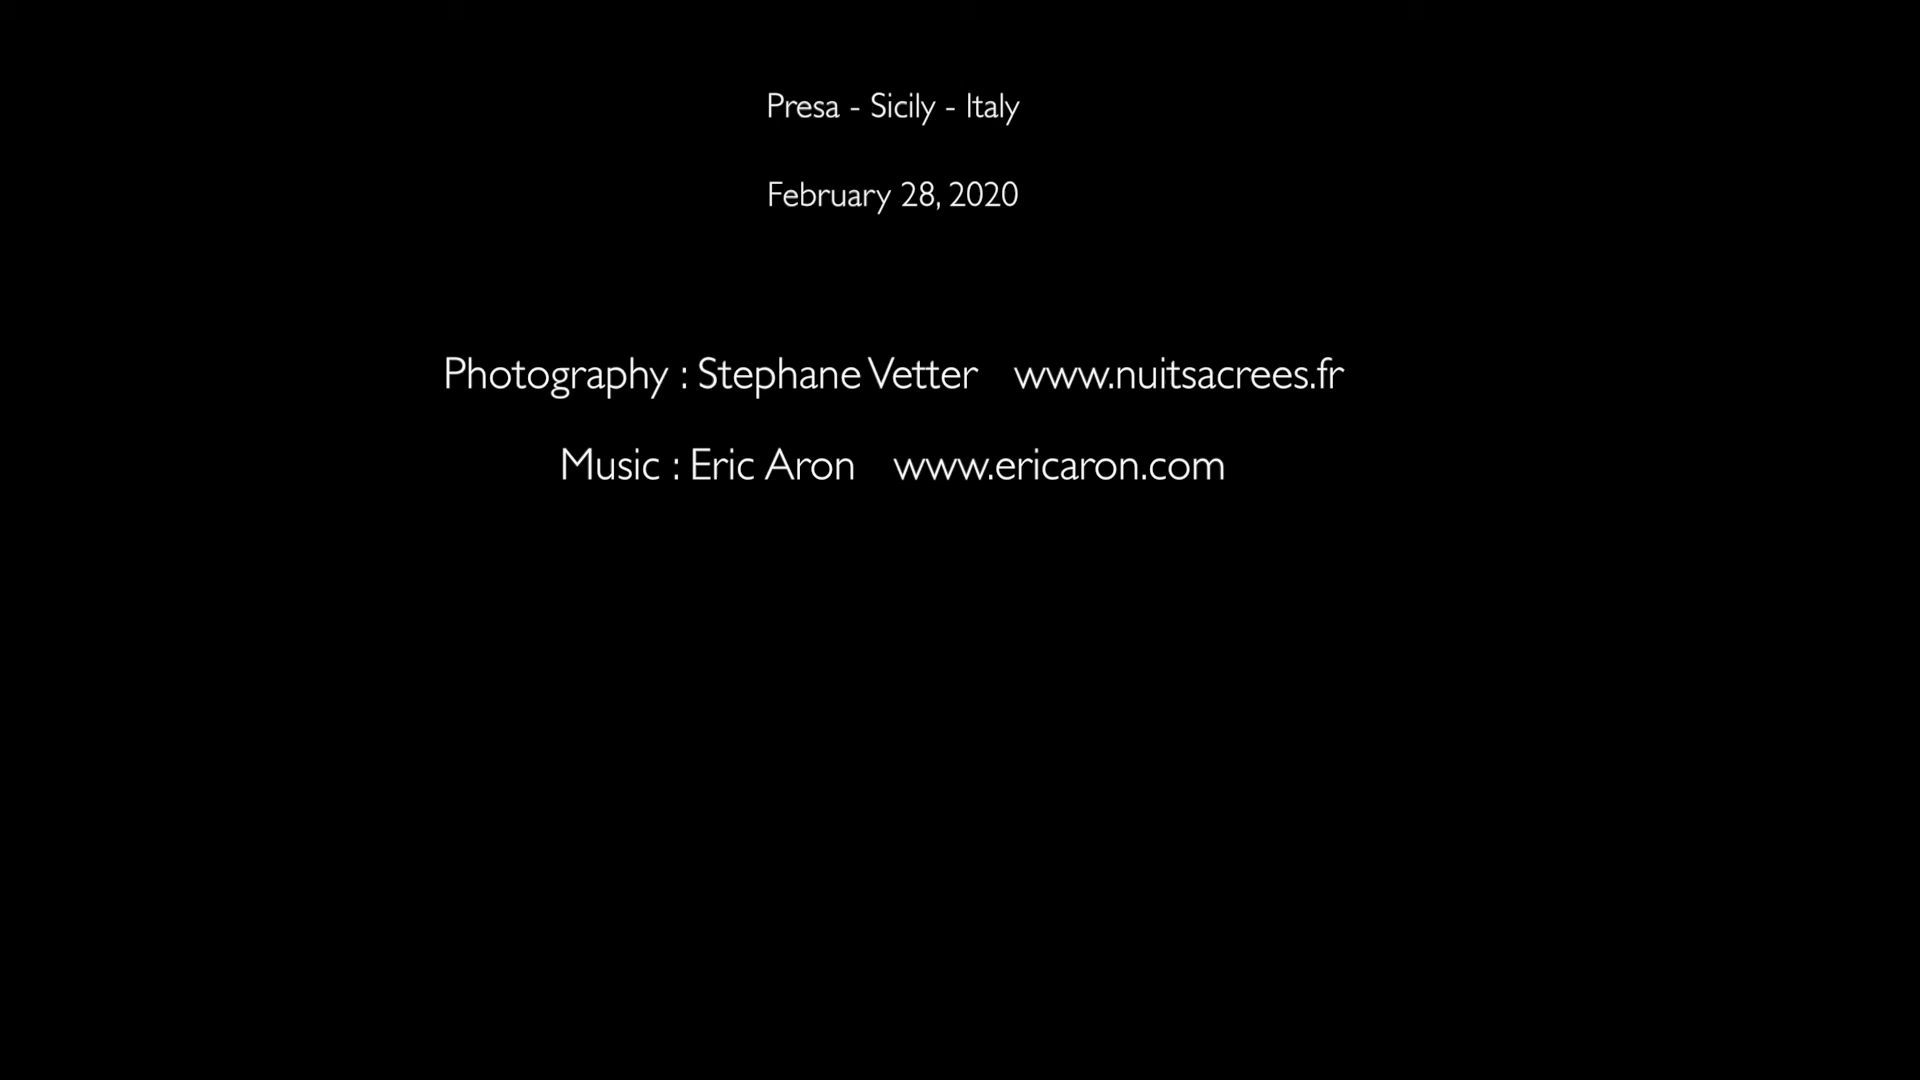 Presa - Sicily - Italy
February 28, 2020
Photography : Stephane Vetter www.nuitsacrees.fr
Music : Eric Aron www.ericaron.com